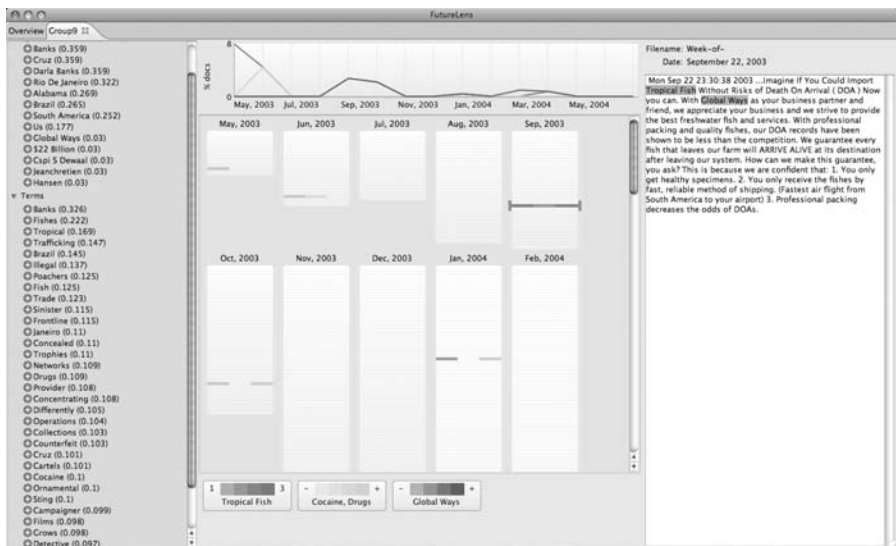 FutureLens
Overview Group9
Banks (0.359)
Cruz (0.359)
Darla Banks (0.359)
Rio De Janeiro (0.322)
Alabama (0.269)
Brazil (0.265)
South America (0.252)
Us (0.177)
Global Ways (0.03)
$22 Billion (0.03)
Cspi S Dewaal (0.03)
Jeanchretien (0.03)
Hansen (0.03)
Terms
Banks (0.326)
Fishes (0.222)
Tropical (0.169)
Trafficking (0.147)
Brazil (0.145)
Illegal (0.137)
Poachers (0.125)
Fish (0.125)
Trade (0.123)
Sinister (0.115)
Frontline (0.115)
Janeiro (0.11)
Concealed (0.11)
Trophies (0.11)
Networks (0.109)
Drugs (0.109)
Provider (0.108)
Concentrating (0.108)
Differently (0.105)
Operations (0.104)
Collections (0.103)
Counterfeit (0.103)
Cruz (0.101)
Cartels (0.101)
Cocaine (0.1)
Ornamental (0.1)
Sting (0.1)
Campaigner (0.099)
Films (0.098)
Crows (0.098)
Detective (0.097)
8
% docs
0
May, 2003 Jul, 2003 Sep, 2003 Nov, 2003 Jan, 2004 Mar, 2004 May, 2004
May, 2003 Jun, 2003 Jul, 2003 Aug, 2003 Sep, 2003
Oct, 2003 Nov, 2003 Dec, 2003 Jan, 2004 Feb, 2004
1 3 - + - +
Tropical Fish Cocaine, Drugs Global Ways
Filename: Week-of-
Date: September 22, 2003
Mon Sep 22 23:30:38 2003 ...Imagine If You Could Import
Tropical Fish Without Risks of Death On Arrival ( DOA ) Now
you can. With Global Ways as your business partner and
friend, we appreciate your business and we strive to provide
the best freshwater fish and services. With professional
packing and quality fishes, our DOA records have been
shown to be less than the competition. We guarantee every
fish that leaves our farm will ARRIVE ALIVE at its destination
after leaving our system. How can we make this guarantee,
you ask? This is because we are confident that: 1. You only
get healthy specimens. 2. You only receive the fishes by
fast, reliable method of shipping. (Fastest air flight from
South America to your airport) 3. Professional packing
decreases the odds of DOAs.